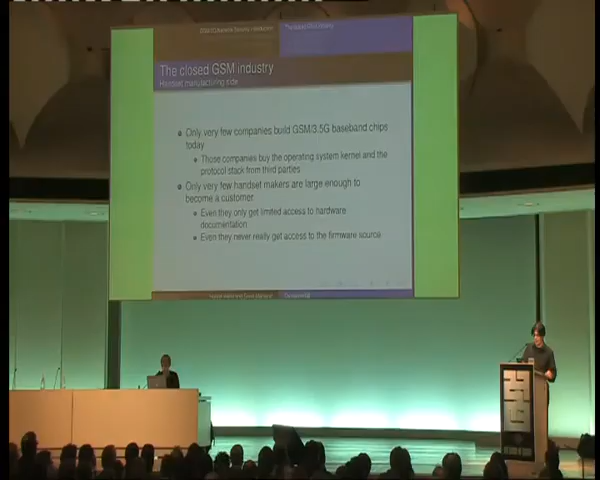 The closed GSM industry
Handset manufacturing side
Only very few companies build GSM/3.5G baseband chips
today
Those companies buy the operating system kernel and the
protocol stack from third parties
Only very few handset makers are large enough to
become a customer
Even they only get limited access to hardware
documentation
Even they never really get access to the firmware source